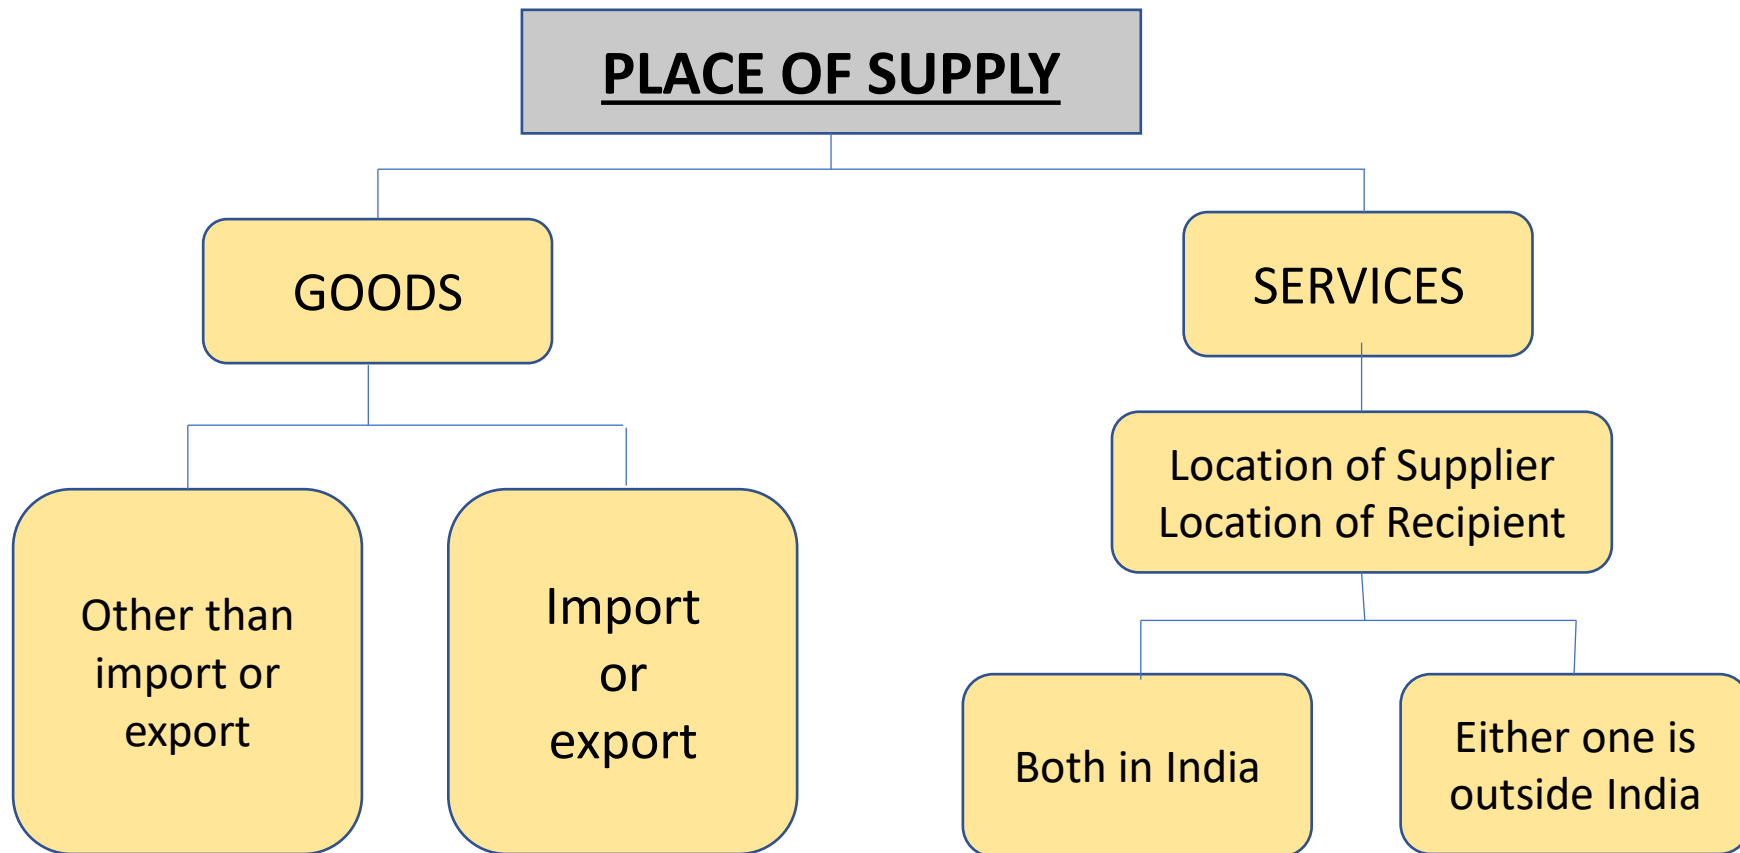 PLACE OF SUPPLY
GOODS
SERVICES
Location of Supplier
Location of Recipient
Other than
import or
export
Import
or
export
Both in India
Either one is
outside India